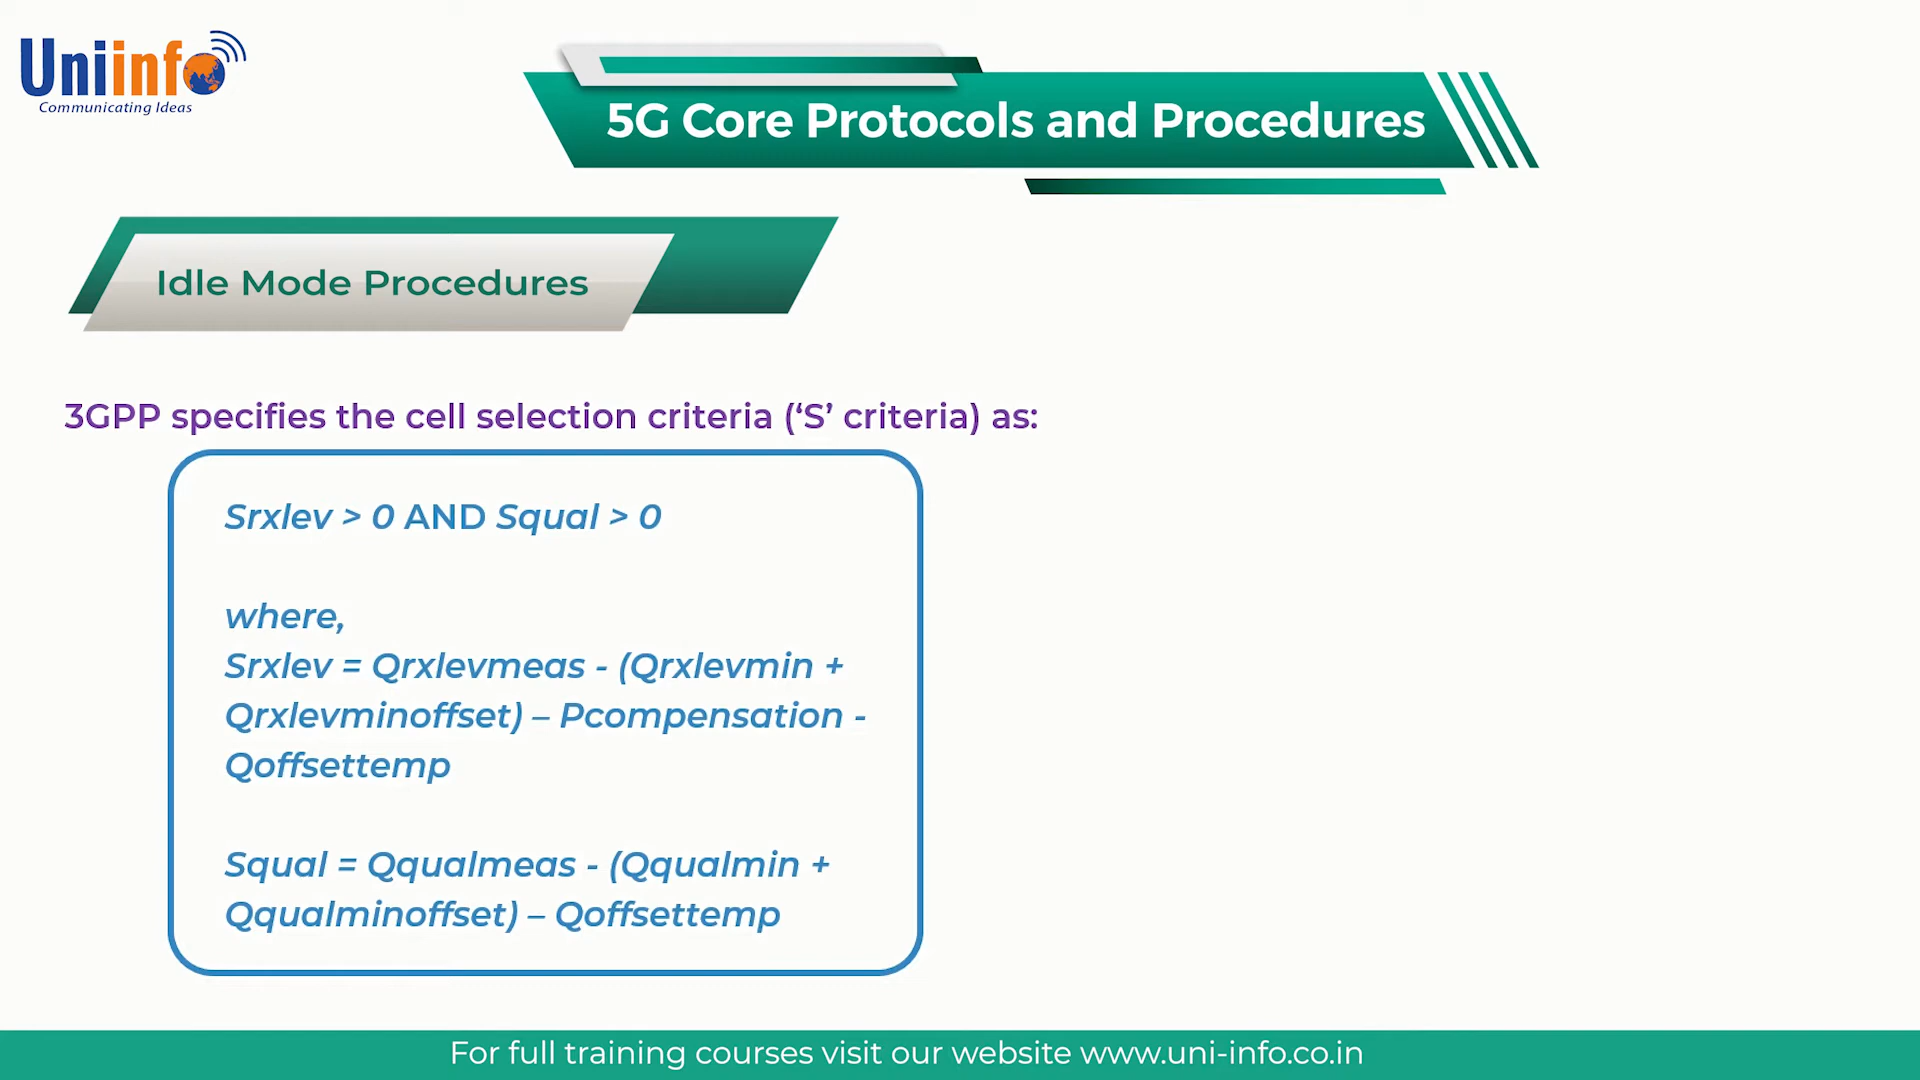 Uniinfo
Communicating Ideas
5G Core Protocols and Procedures
Idle Mode Procedures
3GPP specifies the cell selection criteria (‘S’ criteria) as:
Srxlev > 0 AND Squal > 0
where,
Srxlev = Qrxlevmeas - (Qrxlevmin +
Qrxlevminoffset) – Pcompensation -
Qoffsettemp
Squal = Qqualmeas - (Qqualmin +
Qqualminoffset) – Qoffsettemp
For full training courses visit our website www.uni-info.co.in